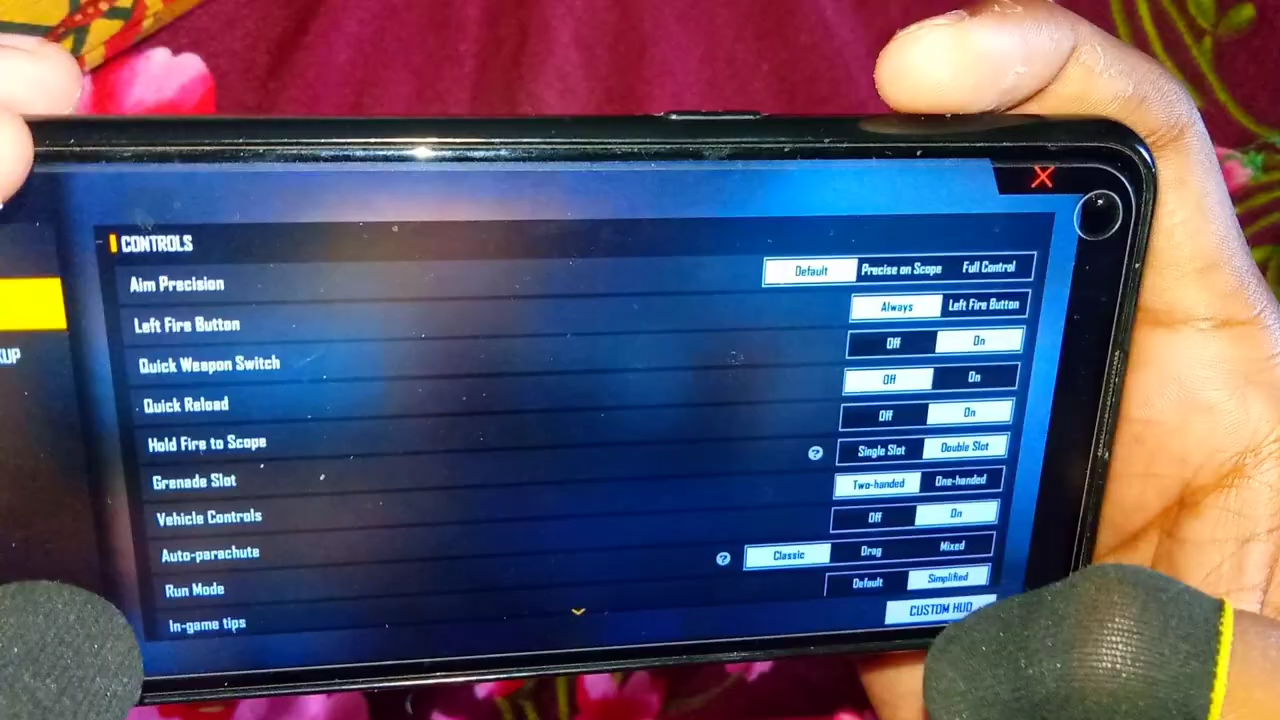 CONTROLS
Aim Precision Default Precise on Scope Full Control
Left Fire Button Always Left Fire Button
Quick Weapon Switch Off On
Quick Reload Off On
Hold Fire to Scope Off On
Grenade Slot ? Single Slot Double Slot
Vehicle Controls Two-handed One-handed
Auto-parachute Off On
Run Mode ? Classic Drag Mixed
In-game tips Default Simplified
CUSTOM HUD
KUP